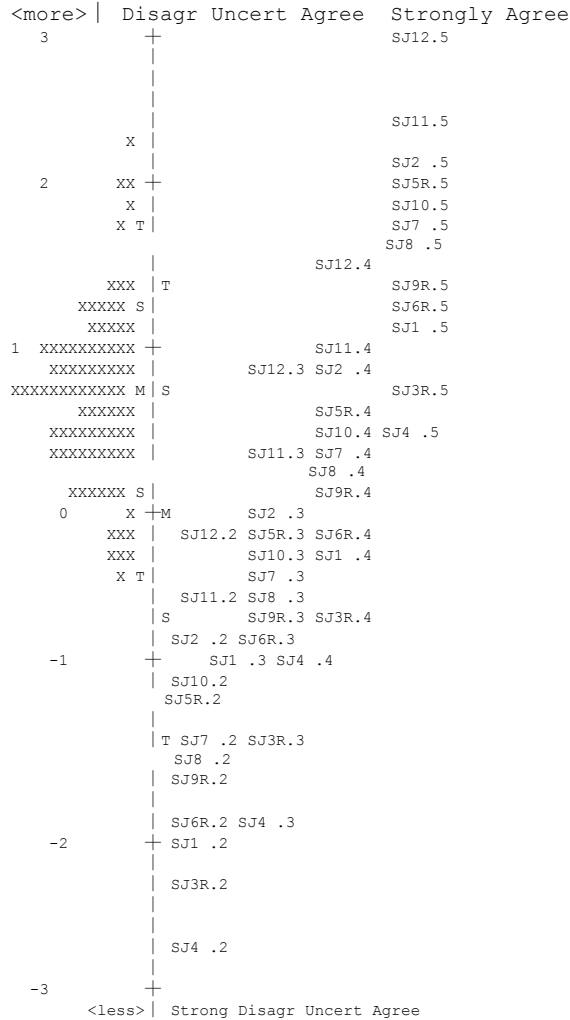 <more>| Disagr Uncert Agree Strongly Agree
3 + SJ12.5
|
|
|
| SJ11.5
X |
| SJ2 .5
2 XX + SJ5R.5
X | SJ10.5
X T| SJ7 .5
SJ8 .5
| SJ12.4
XXX |T SJ9R.5
XXXXX S| SJ6R.5
XXXXX | SJ1 .5
1 XXXXXXXXXX + SJ11.4
XXXXXXXXX | SJ12.3 SJ2 .4
XXXXXXXXXXXX M|S SJ3R.5
XXXXXX | SJ5R.4
XXXXXXXXX | SJ10.4 SJ4 .5
XXXXXXXXX | SJ11.3 SJ7 .4
SJ8 .4
XXXXXX S| SJ9R.4
0 X +M SJ2 .3
XXX | SJ12.2 SJ5R.3 SJ6R.4
XXX | SJ10.3 SJ1 .4
X T| SJ7 .3
| SJ11.2 SJ8 .3
|S SJ9R.3 SJ3R.4
SJ2 .2 SJ6R.3
-1 + SJ1 .3 SJ4 .4
| SJ10.2
SJ5R.2
|
|T SJ7 .2 SJ3R.3
SJ8 .2
| SJ9R.2
|
| SJ6R.2 SJ4 .3
-2 + SJ1 .2
|
| SJ3R.2
|
|
| SJ4 .2
|
-3 +
<less>| Strong Disagr Uncert Agree